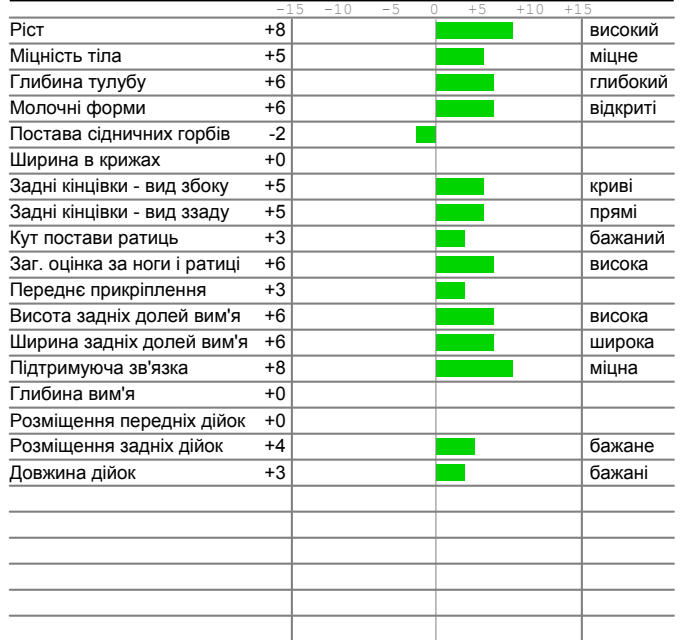 -15 -10 -5 0 +5 +10 +15
Ріст +8 високий
Міцність тіла +5 міцне
Глибина тулубу +6 глибокий
Молочні форми +6 відкриті
Постава сідничних горбів -2
Ширина в крижах +0
Задні кінцівки - вид збоку +5 криві
Задні кінцівки - вид ззаду +5 прямі
Кут постави ратиць +3 бажаний
Заг. оцінка за ноги і ратиці +6 висока
Переднє прикріплення +3
Висота задніх долей вим'я +6 висока
Ширина задніх долей вим'я +6 широка
Підтримуюча зв'язка +8 міцна
Глибина вим'я +0
Розміщення передніх дійок +0
Розміщення задніх дійок +4 бажане
Довжина дійок +3 бажані